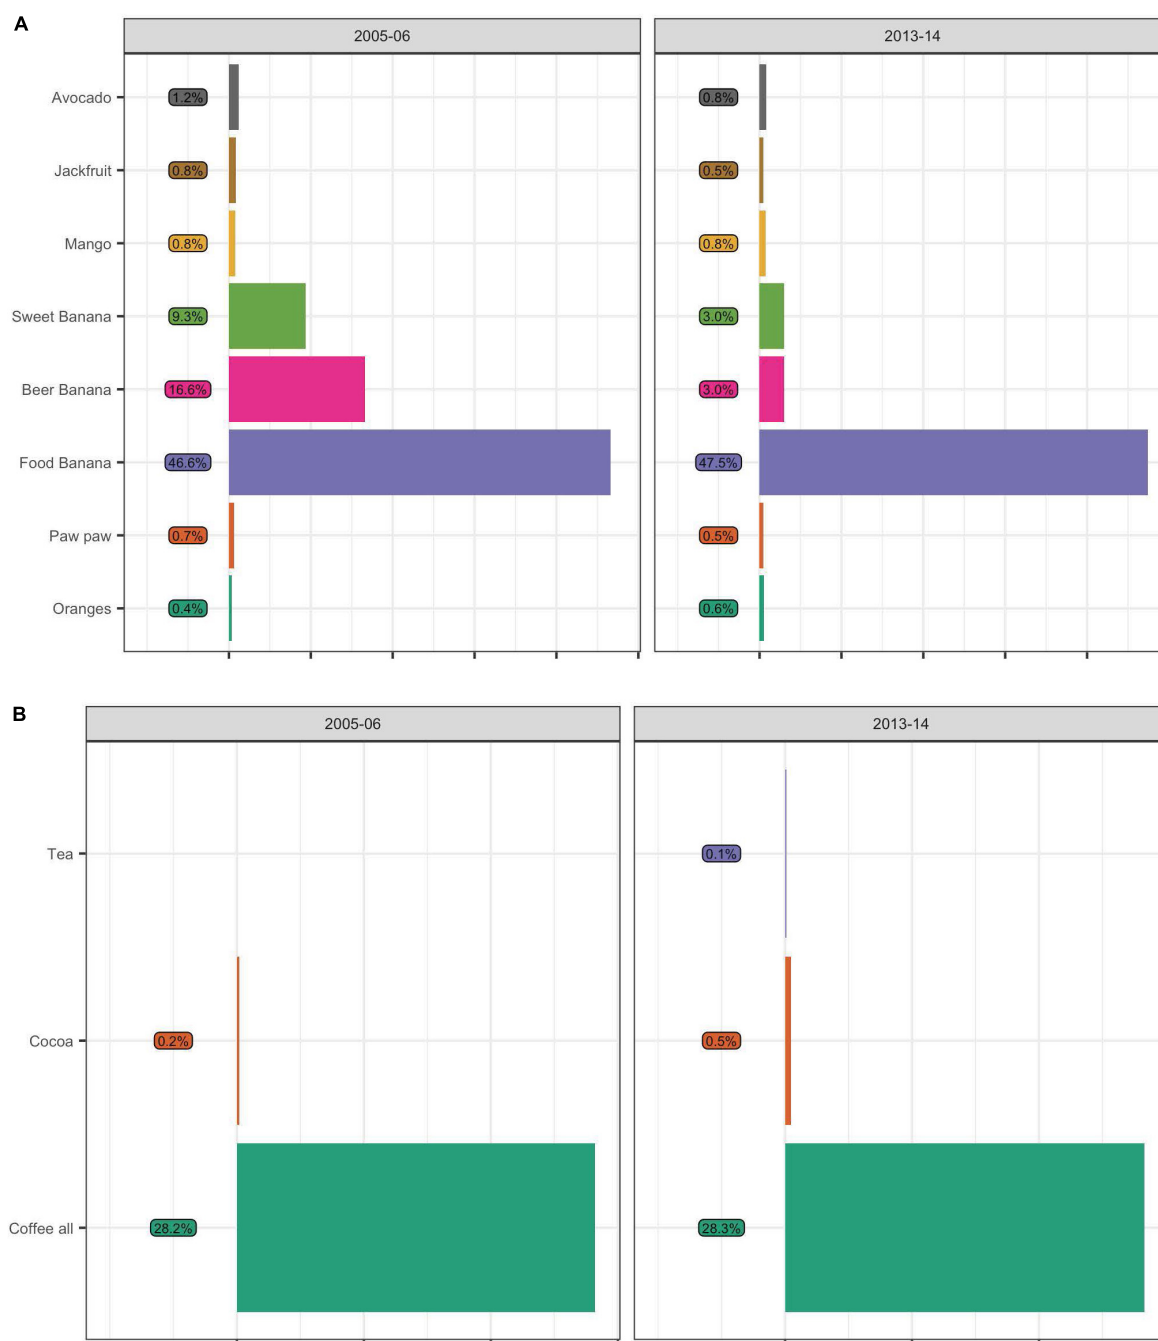 A
2005-06 2013-14
Avocado 1.2% 0.8%
Jackfruit 0.8% 0.5%
Mango 0.8% 0.8%
Sweet Banana 9.3% 3.0%
Beer Banana 16.6% 3.0%
Food Banana 46.6% 47.5%
Paw paw 0.7% 0.5%
Oranges 0.4% 0.6%
B
2005-06 2013-14
Tea 0.1%
Cocoa 0.2% 0.5%
Coffee all 28.2% 28.3%